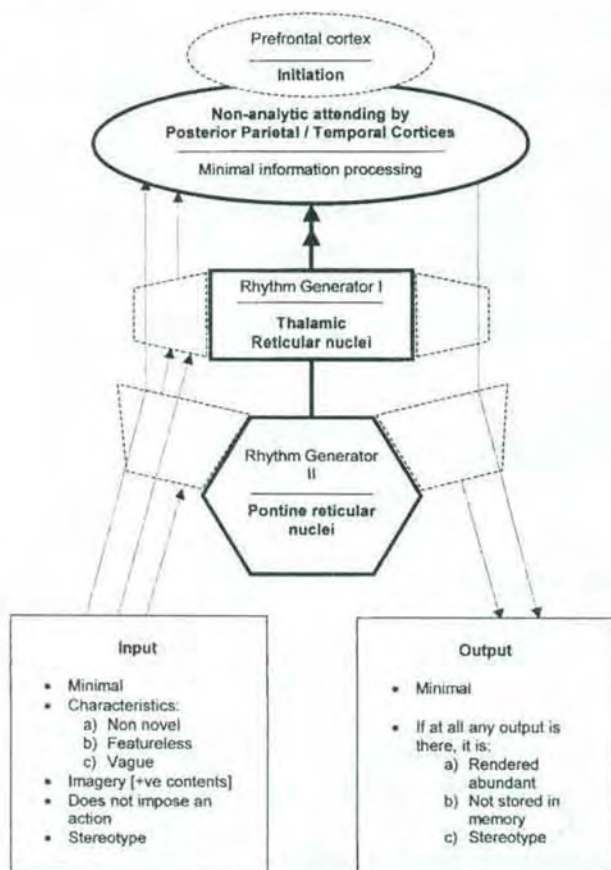 Prefrontal cortex
Initiation
Non-analytic attending by
Posterior Parietal / Temporal Cortices
Minimal information processing
Rhythm Generator I
Thalamic
Reticular nuclei
Rhythm Generator
II
Pontine reticular
nuclei
Input
• Minimal
• Characteristics:
a) Non novel
b) Featureless
c) Vague
• Imagery [+ve contents]
• Does not impose an
action
• Stereotype
Output
• Minimal
• If at all any output is
there, it is:
a) Rendered
abundant
b) Not stored in
memory
c) Stereotype